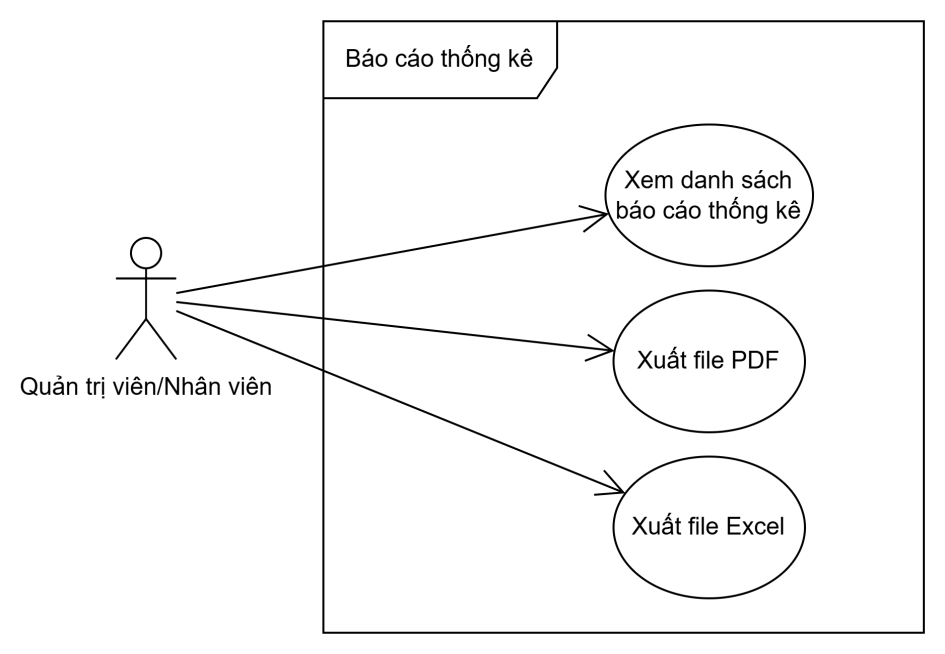 Báo cáo thống kê
Xem danh sách
báo cáo thống kê
Quản trị viên/Nhân viên
Xuất file PDF
Xuất file Excel